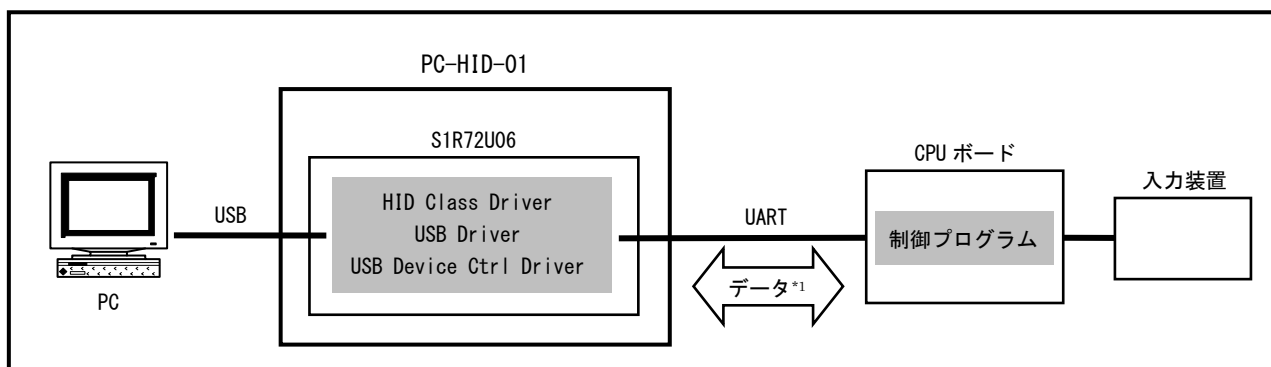 PC-HID-01
S1R72U06
CPU ボード
入力装置
HID Class Driver
USB
UART
USB Driver
制御プログラム
USB Device Ctrl Driver
データ*1
PC